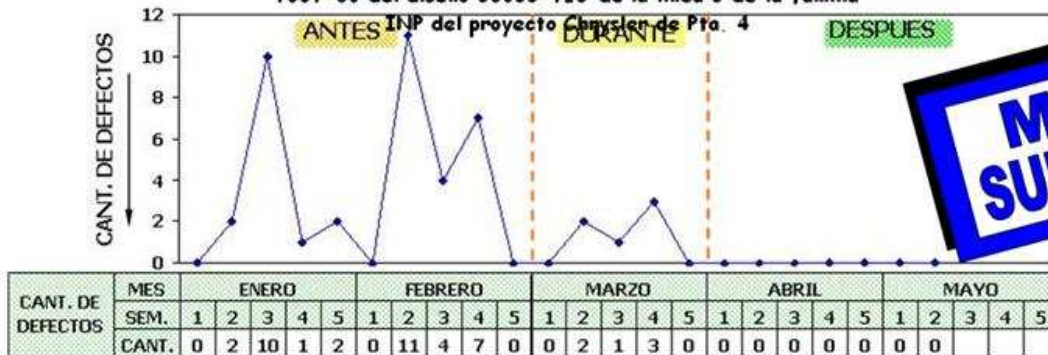 INP del proyecto Chrysler de Pta. 4
ANTES DURANTE DESPUES
12
10
8
6
4
2
0
CANT. DE DEFECTOS
CANT. DE DEFECTOS
MES ENERO FEBRERO MARZO ABRIL MAYO
SEM. 1 2 3 4 5 1 2 3 4 5 1 2 3 4 5 1 2 3 4 5 1 2 3 4 5
CANT. 0 2 10 1 2 0 11 4 7 0 0 2 1 3 0 0 0 0 0 0 0 0